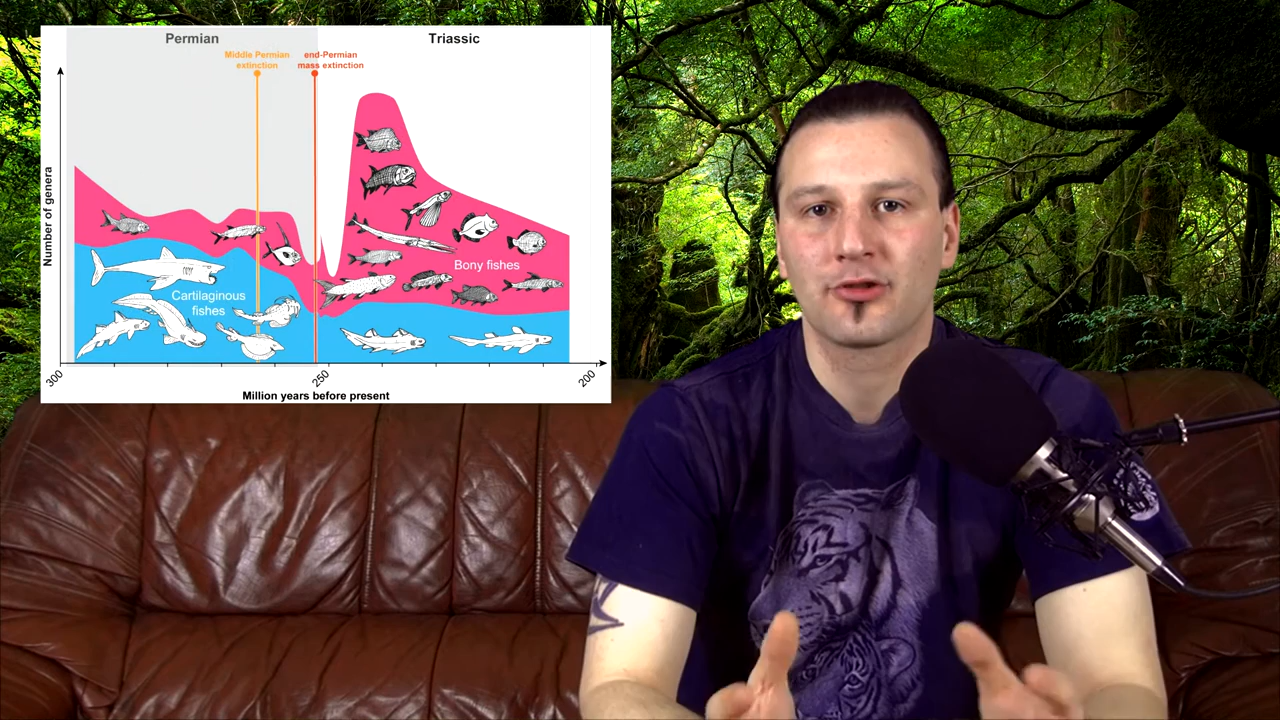 Permian
Triassic
Middle Permian
extinction
end-Permian
mass extinction
Number of genera
Bony fishes
Cartilaginous
fishes
300
250
200
Million years before present